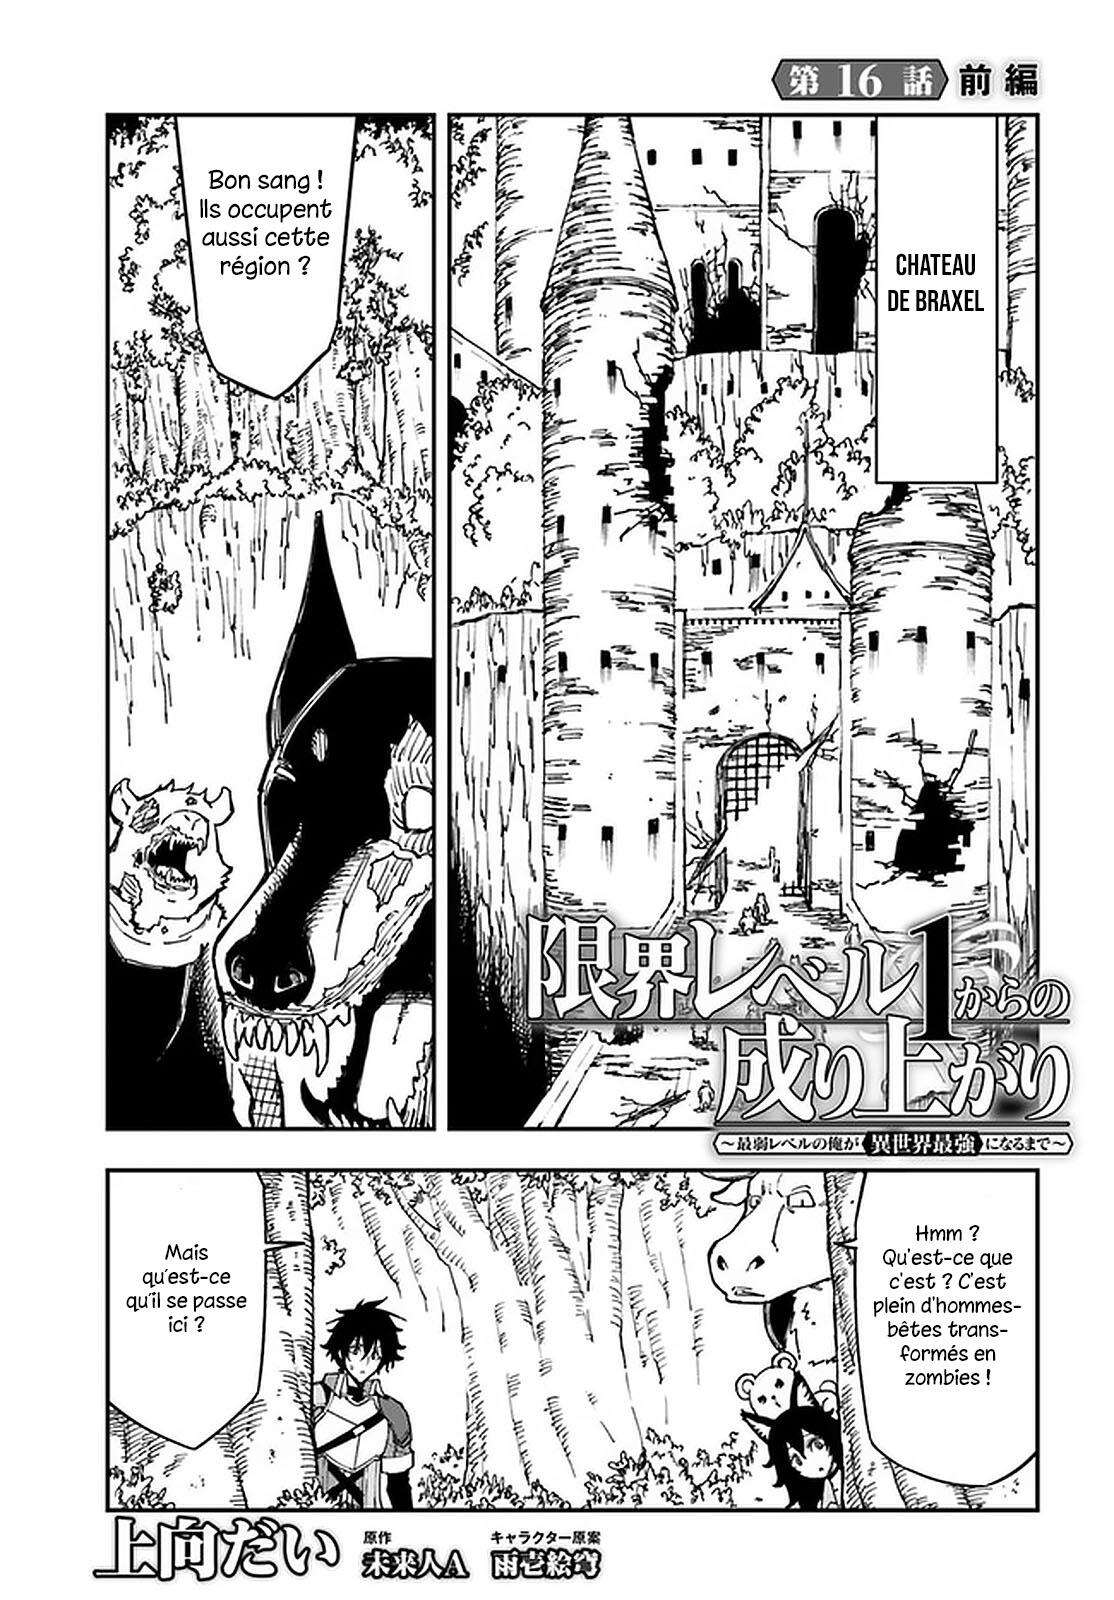 第16話 前編
CHATEAU
DE BRAXEL
Bon sang !
Ils occupent
aussi cette
région ?
限界レベル1からの
成り上がり
～最弱レベルの俺が異世界最強になるまで～
Hmm ?
Qu'est-ce que
c'est ? C'est
plein d'hommes-
bêtes trans-
formés en
zombies !
Mais
qu'est-ce
qu'il se passe
ici ?
上向だい
原作
未来人A
キャラクター原案
雨壱絵穹